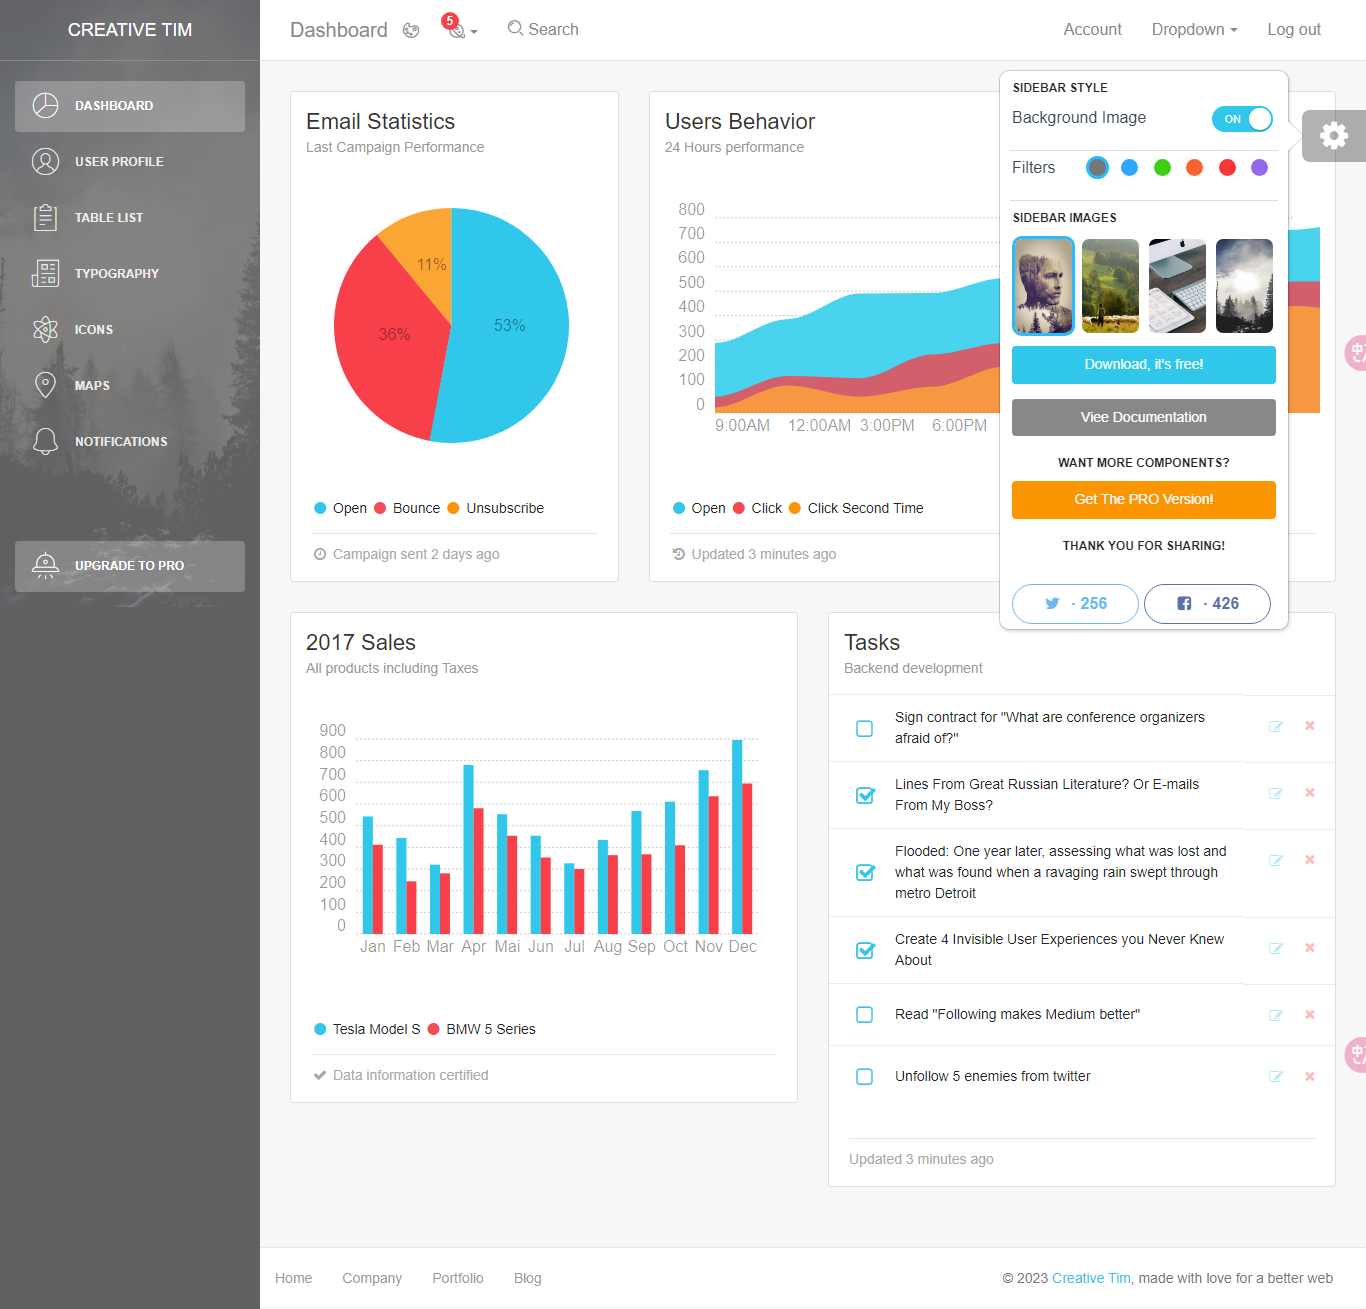 CREATIVE TIM
DASHBOARD
USER PROFILE
TABLE LIST
TYPOGRAPHY
ICONS
MAPS
NOTIFICATIONS
UPGRADE TO PRO
Dashboard
5
Search
Account
Dropdown
Log out
Email Statistics
Last Campaign Performance
11%
36%
53%
Open Bounce Unsubscribe
Campaign sent 2 days ago
Users Behavior
24 Hours performance
800
700
600
500
400
300
200
100
0
9:00AM 12:00AM 3:00PM 6:00PM
Open Click Click Second Time
Updated 3 minutes ago
SIDEBAR STYLE
Background Image
ON
Filters
SIDEBAR IMAGES
Download, it's free!
Viee Documentation
WANT MORE COMPONENTS?
Get The PRO Version!
THANK YOU FOR SHARING!
· 256
· 426
2017 Sales
All products including Taxes
900
800
700
600
500
400
300
200
100
0
Jan Feb Mar Apr Mai Jun Jul Aug Sep Oct Nov Dec
Tesla Model S BMW 5 Series
Data information certified
Tasks
Backend development
Sign contract for "What are conference organizers
afraid of?"
Lines From Great Russian Literature? Or E-mails
From My Boss?
Flooded: One year later, assessing what was lost and
what was found when a ravaging rain swept through
metro Detroit
Create 4 Invisible User Experiences you Never Knew
About
Read "Following makes Medium better"
Unfollow 5 enemies from twitter
Updated 3 minutes ago
Home
Company
Portfolio
Blog
© 2023 Creative Tim, made with love for a better web